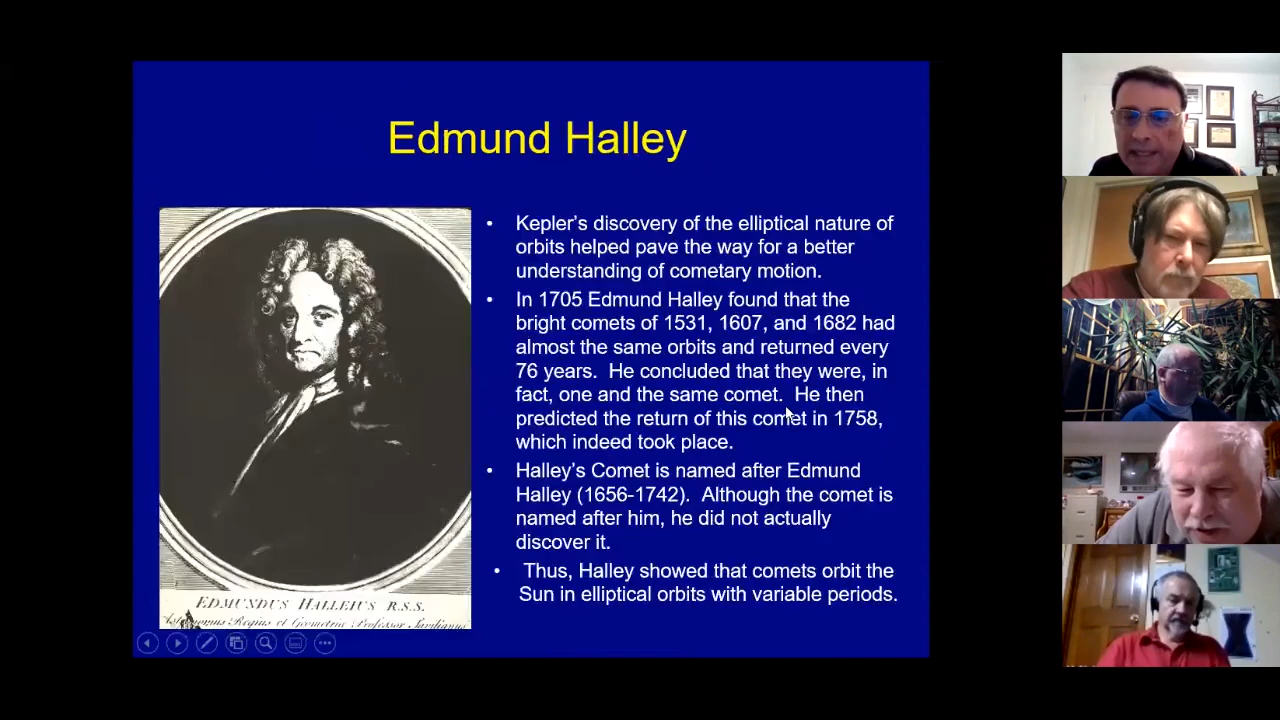 Edmund Halley
• Kepler's discovery of the elliptical nature of
orbits helped pave the way for a better
understanding of cometary motion.
• In 1705 Edmund Halley found that the
bright comets of 1531, 1607, and 1682 had
almost the same orbits and returned every
76 years.  He concluded that they were, in
fact, one and the same comet.  He then
predicted the return of this comet in 1758,
which indeed took place.
• Halley's Comet is named after Edmund
Halley (1656-1742).  Although the comet is
named after him, he did not actually
discover it.
• Thus, Halley showed that comets orbit the
Sun in elliptical orbits with variable periods.
EDMUNDUS HALLEIUS R.S.S.
Regius et Geometriæ Professor Savilianus